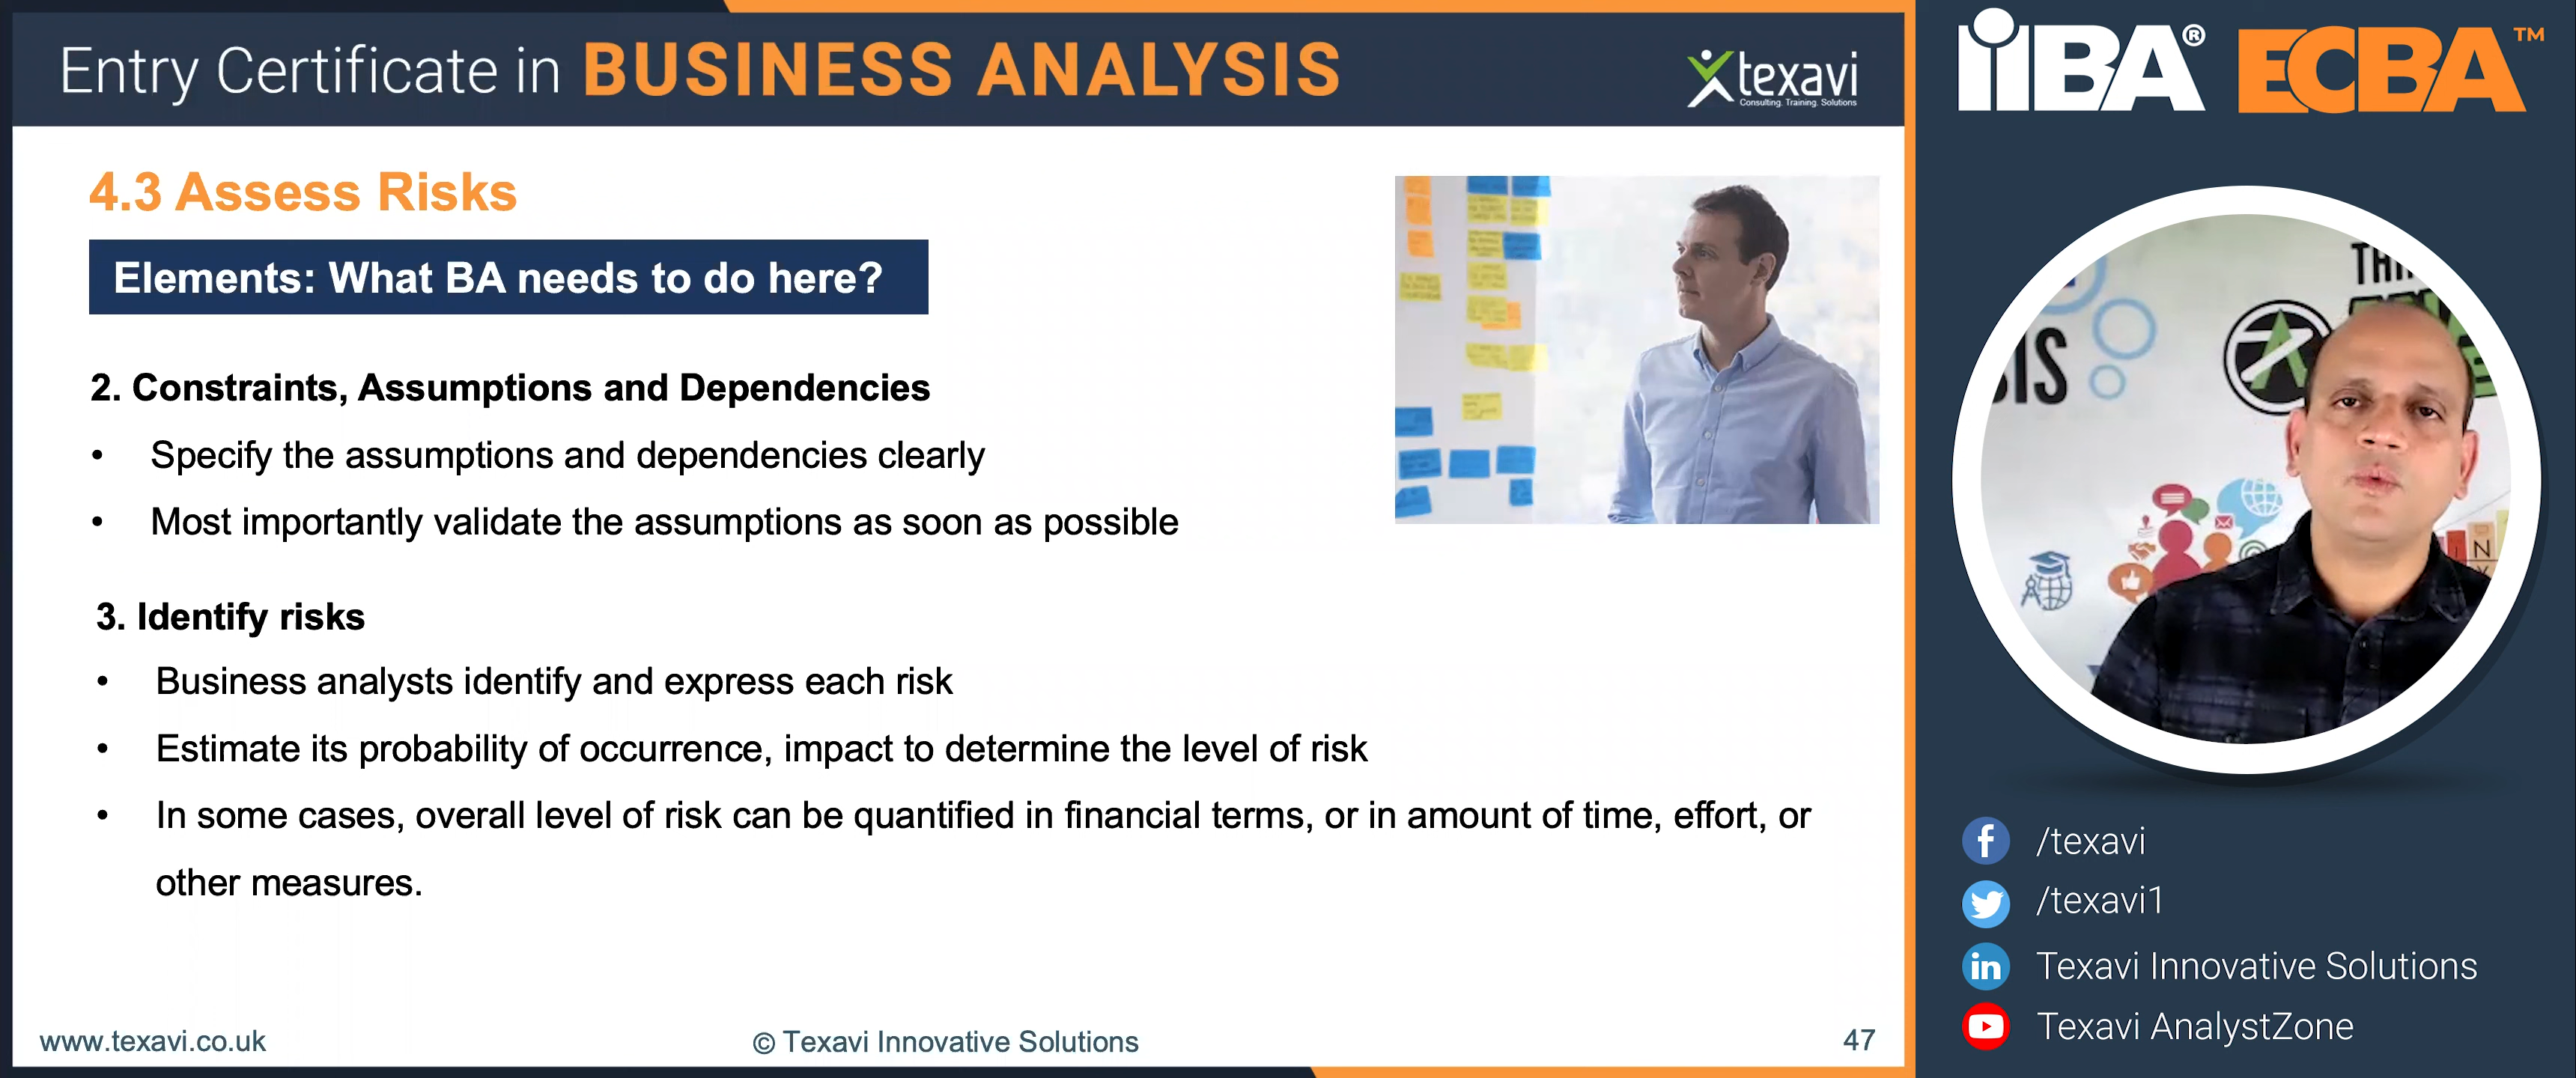 Entry Certificate in BUSINESS ANALYSIS
texavi
Consulting. Training. Solutions
IIBA® ECBA™
4.3 Assess Risks
Elements: What BA needs to do here?
2. Constraints, Assumptions and Dependencies
• Specify the assumptions and dependencies clearly
• Most importantly validate the assumptions as soon as possible
3. Identify risks
• Business analysts identify and express each risk
• Estimate its probability of occurrence, impact to determine the level of risk
• In some cases, overall level of risk can be quantified in financial terms, or in amount of time, effort, or
other measures.
/texavi
/texavi1
in Texavi Innovative Solutions
Texavi AnalystZone
www.texavi.co.uk
© Texavi Innovative Solutions
47